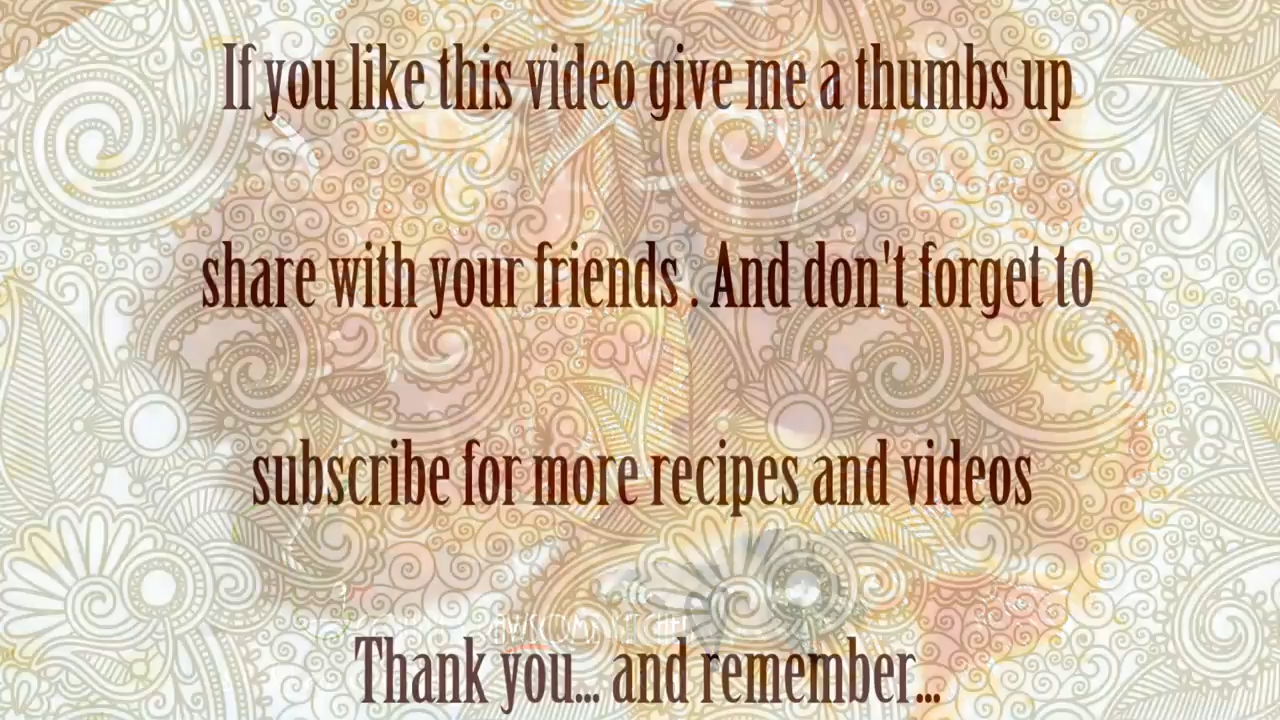 If you like this video give me a thumbs up
share with your friends . And don't forget to
subscribe for more recipes and videos
Thank you... and remember...